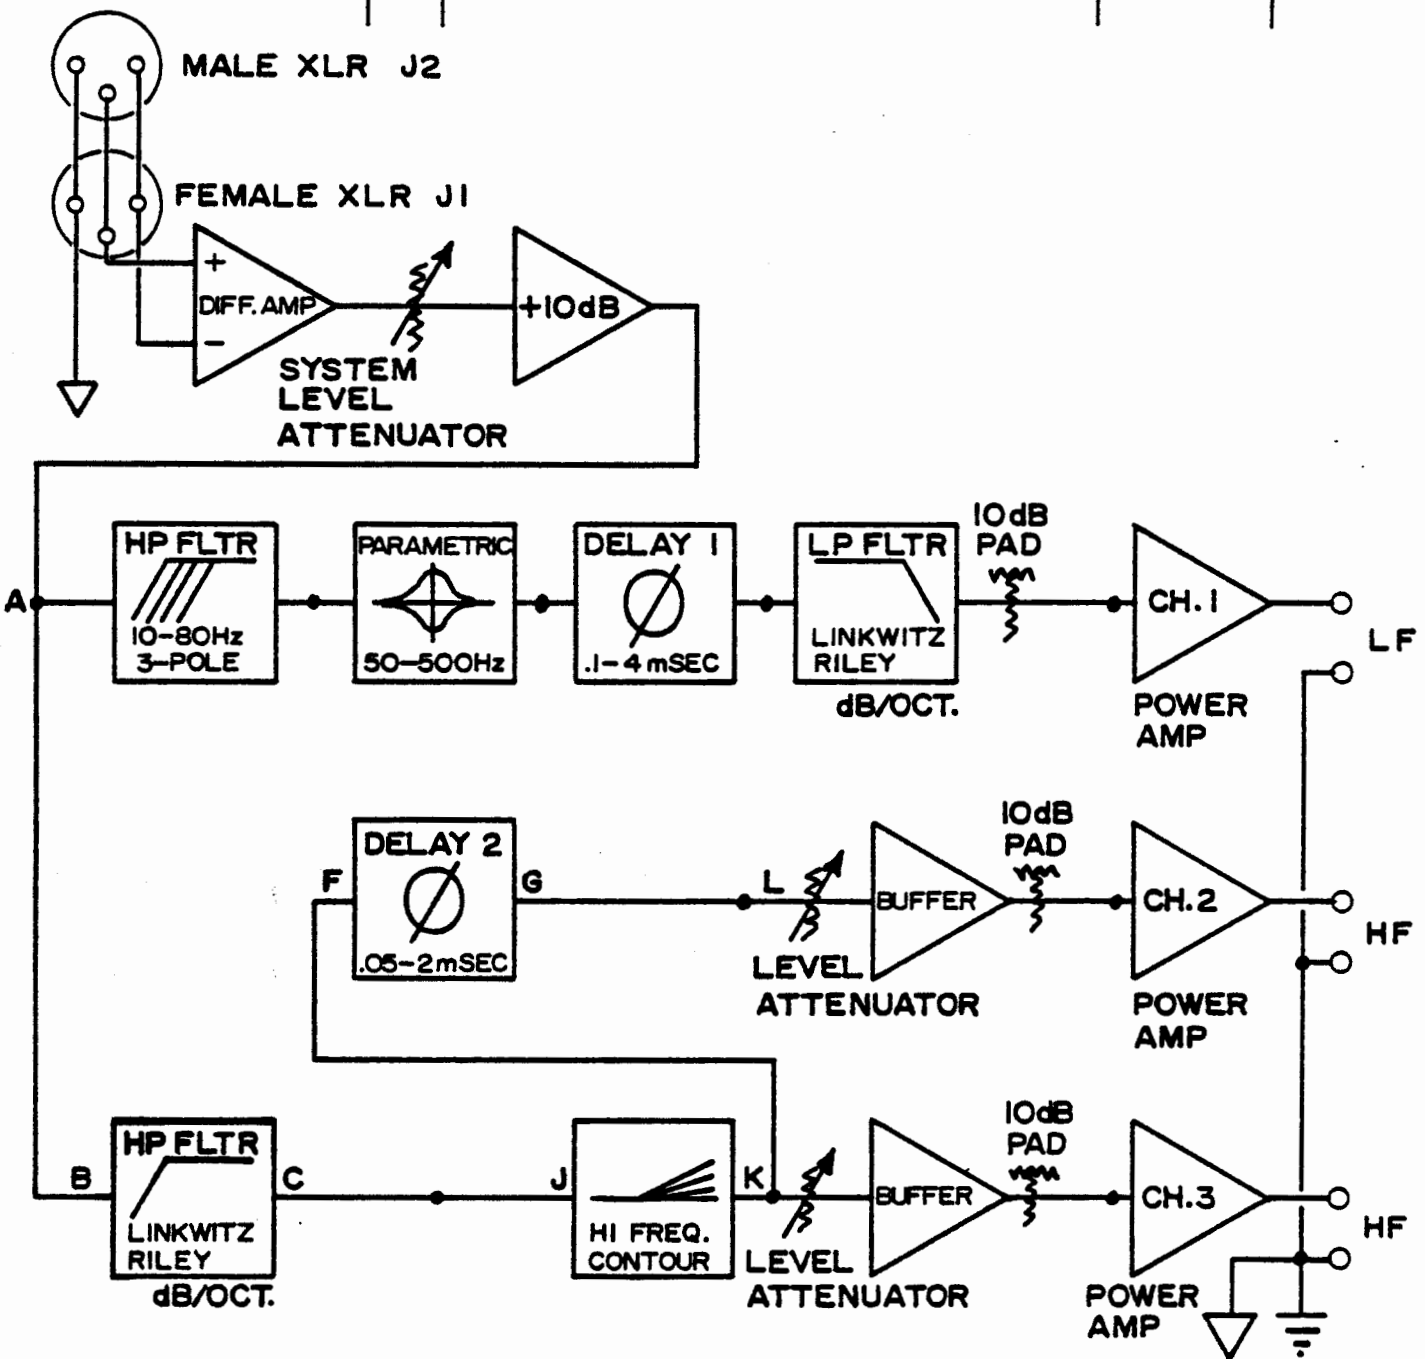 MALE XLR J2
FEMALE XLR J1
+
DIFF. AMP
−
+10dB
SYSTEM
LEVEL
ATTENUATOR
A
HP FLTR
10-80Hz
3-POLE
PARAMETRIC
50-500Hz
DELAY 1
.1-4mSEC
LP FLTR
LINKWITZ
RILEY
dB/OCT.
10dB
PAD
CH.1
POWER
AMP
LF
F
DELAY 2
.05-2mSEC
G
L
LEVEL
ATTENUATOR
BUFFER
10dB
PAD
CH.2
POWER
AMP
HF
B
HP FLTR
LINKWITZ
RILEY
dB/OCT.
C
J
HI FREQ.
CONTOUR
K
LEVEL
ATTENUATOR
BUFFER
10dB
PAD
CH.3
POWER
AMP
HF